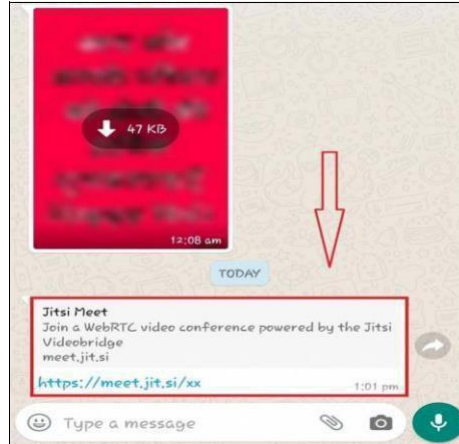 47 KB
12:08 am
TODAY
Jitsi Meet
Join a WebRTC video conference powered by the Jitsi
Videobridge
meet.jit.si
https://meet.jit.si/xx
1:01 pm
Type a message